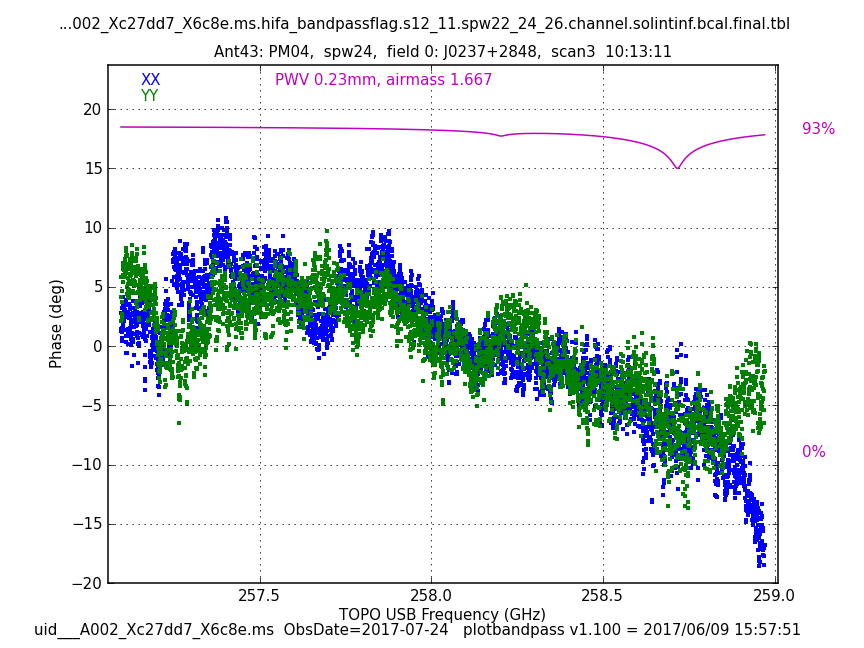 ...002_Xc27dd7_X6c8e.ms.hifa_bandpassflag.s12_11.spw22_24_26.channel.solintinf.bcal.final.tbl
Ant43: PM04, spw24, field 0: J0237+2848, scan3 10:13:11
XX
PWV 0.23mm, airmass 1.667
YY
20
93%
15
10
5
Phase (deg)
0
−5
0%
−10
−15
−20
257.5 258.0 258.5 259.0
TOPO USB Frequency (GHz)
uid___A002_Xc27dd7_X6c8e.ms ObsDate=2017-07-24 plotbandpass v1.100 = 2017/06/09 15:57:51